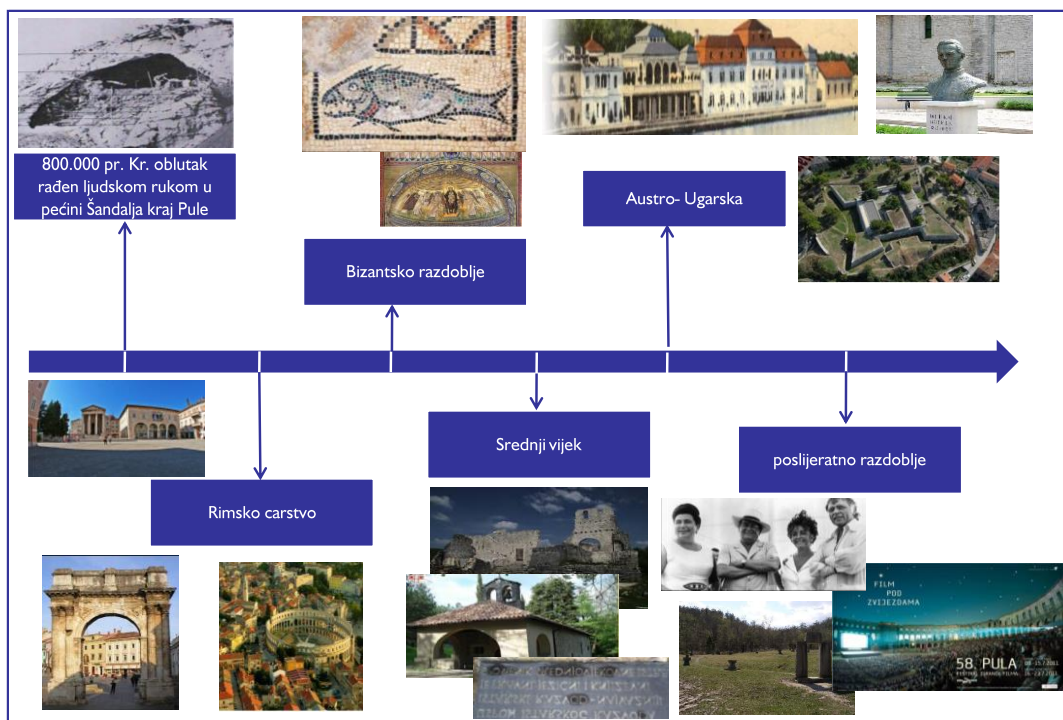 800.000 pr. Kr. oblutak
rađen ljudskom rukom u
pećini Šandalja kraj Pule
Bizantsko razdoblje
Austro- Ugarska
Rimsko carstvo
Srednji vijek
poslijeratno razdoblje
FILM
POD
ZVIJEZDAMA
58. PULA